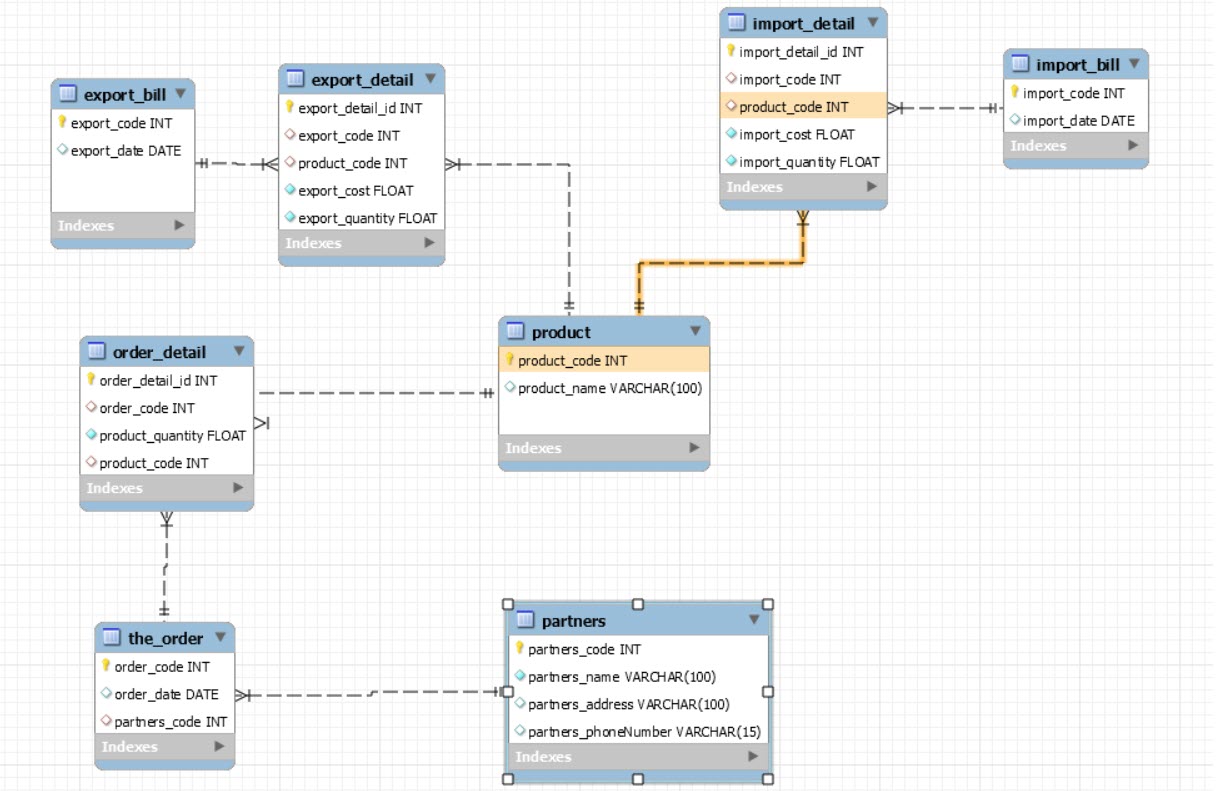 export_bill
export_code INT
export_date DATE
Indexes
export_detail
export_detail_id INT
export_code INT
product_code INT
export_cost FLOAT
export_quantity FLOAT
Indexes
import_detail
import_detail_id INT
import_code INT
product_code INT
import_cost FLOAT
import_quantity FLOAT
Indexes
import_bill
import_code INT
import_date DATE
Indexes
order_detail
order_detail_id INT
order_code INT
product_quantity FLOAT
product_code INT
Indexes
product
product_code INT
product_name VARCHAR(100)
Indexes
the_order
order_code INT
order_date DATE
partners_code INT
Indexes
partners
partners_code INT
partners_name VARCHAR(100)
partners_address VARCHAR(100)
partners_phoneNumber VARCHAR(15)
Indexes